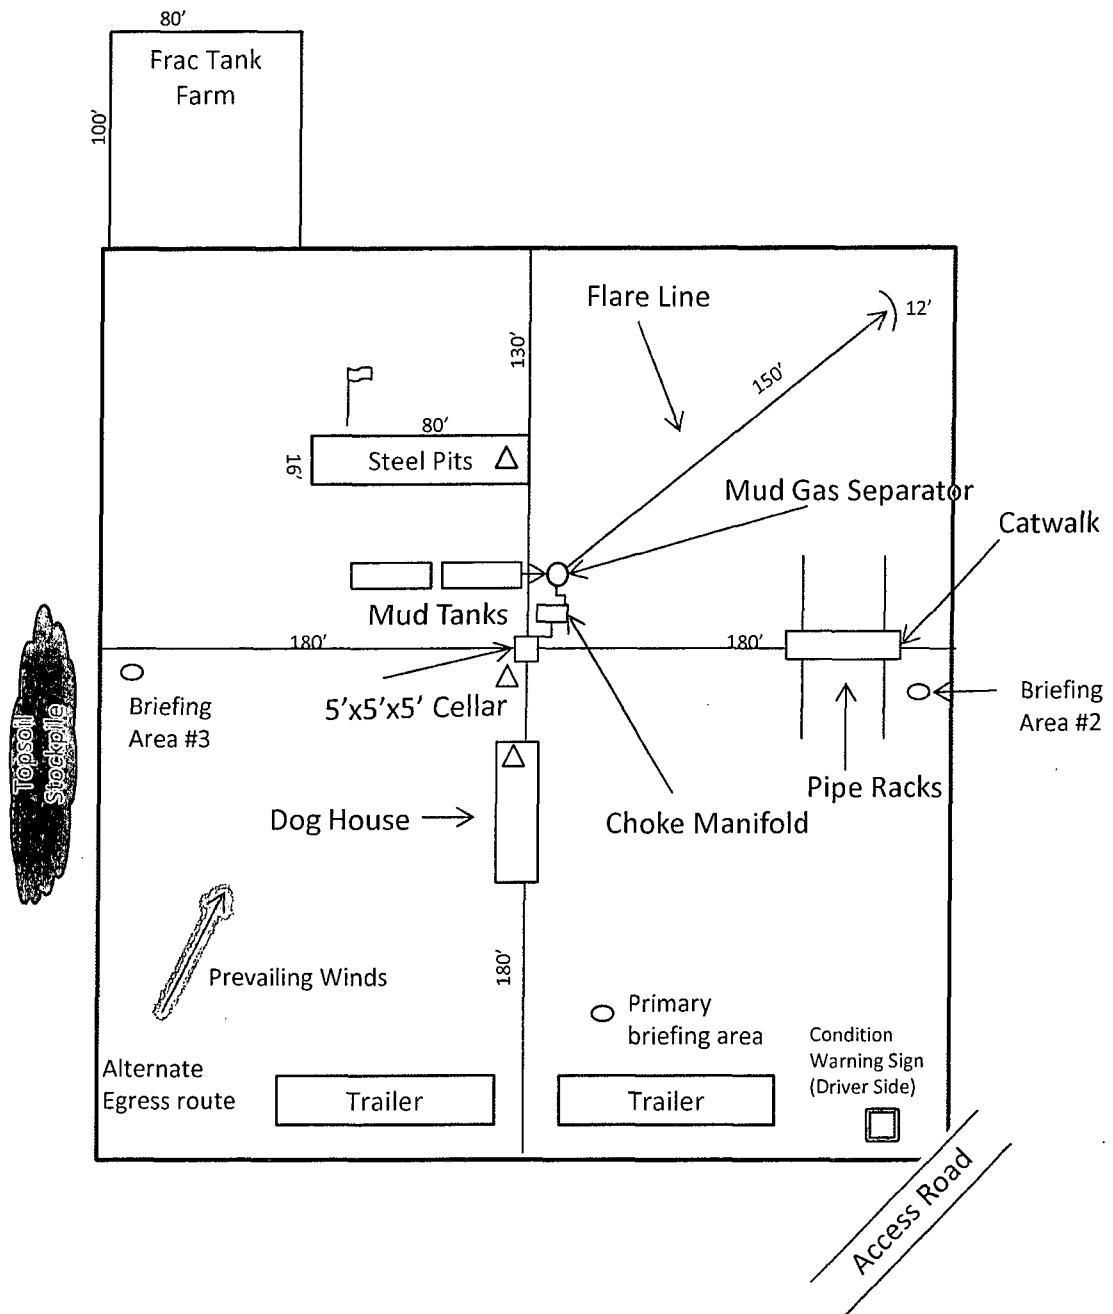 80’
Frac Tank
Farm
100’
Flare Line
12’
130’
150’
80’
16’
Steel Pits
Mud Gas Separator
Catwalk
Mud Tanks
180’
180’
5’x5’x5’ Cellar
Briefing
Area #3
Briefing
Area #2
Topsoil
Stockpile
Pipe Racks
Dog House
Choke Manifold
Prevailing Winds
180’
Primary
briefing area
Condition
Warning Sign
(Driver Side)
Alternate
Egress route
Trailer
Trailer
Access Road